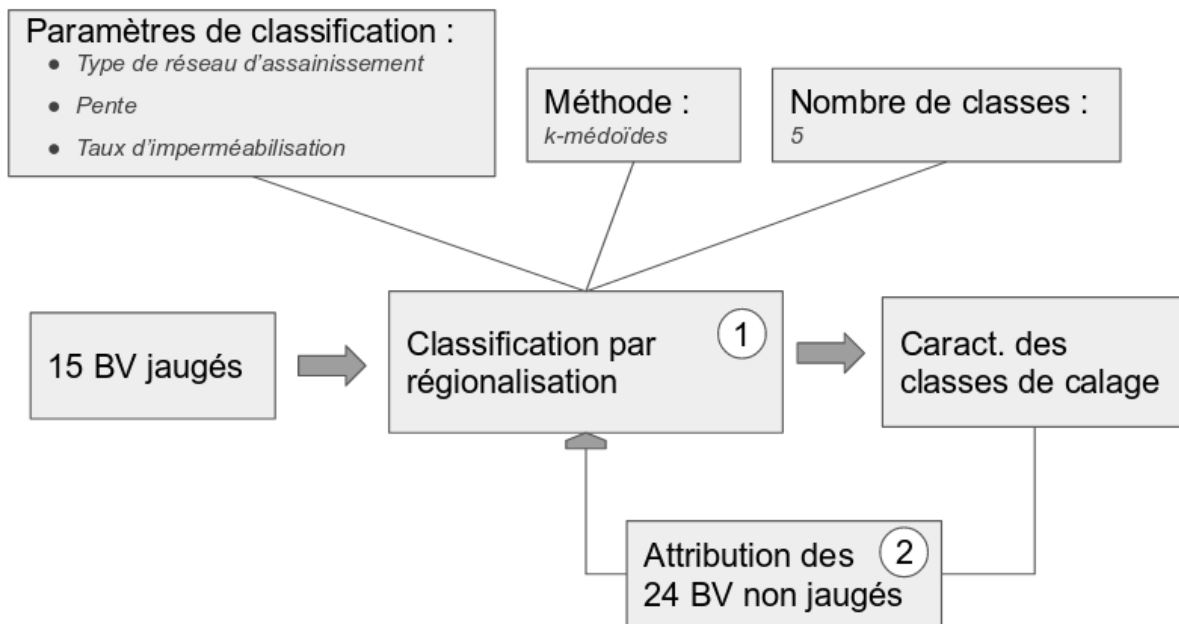 Paramètres de classification :
● Type de réseau d'assainissement
● Pente
● Taux d'imperméabilisation
Méthode :
k-médoïdes
Nombre de classes :
5
15 BV jaugés
Classification par
régionalisation
1
Caract. des
classes de calage
Attribution des
24 BV non jaugés
2